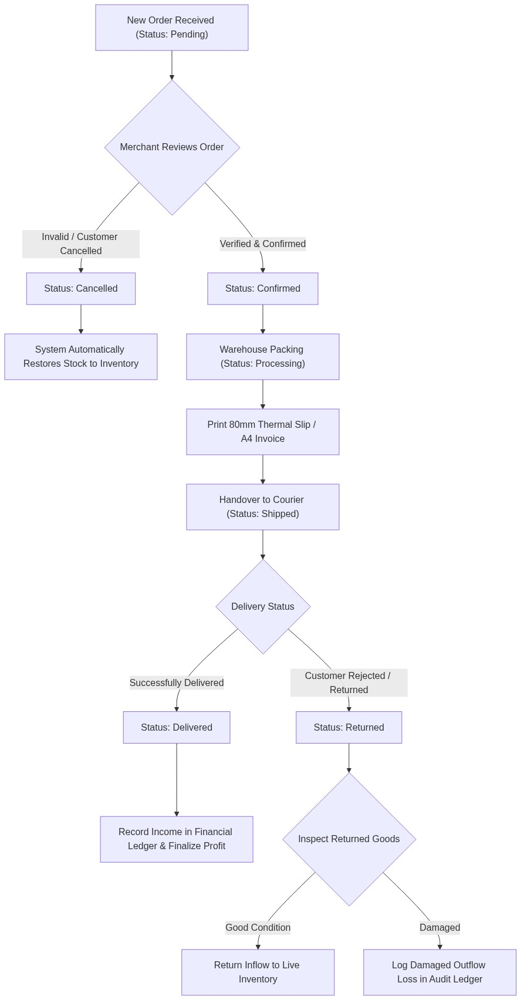 New Order Received
(Status: Pending)
Merchant Reviews Order
Invalid / Customer
Cancelled
Verified & Confirmed
Status: Cancelled
Status: Confirmed
System Automatically
Restores Stock to Inventory
Warehouse Packing
(Status: Processing)
Print 80mm Thermal Slip /
A4 Invoice
Handover to Courier
(Status: Shipped)
Delivery Status
Successfully Delivered
Customer Rejected /
Returned
Status: Delivered
Status: Returned
Record Income in Financial
Ledger & Finalize Profit
Inspect Returned Goods
Good Condition
Damaged
Return Inflow to Live
Inventory
Log Damaged Outflow
Loss in Audit Ledger